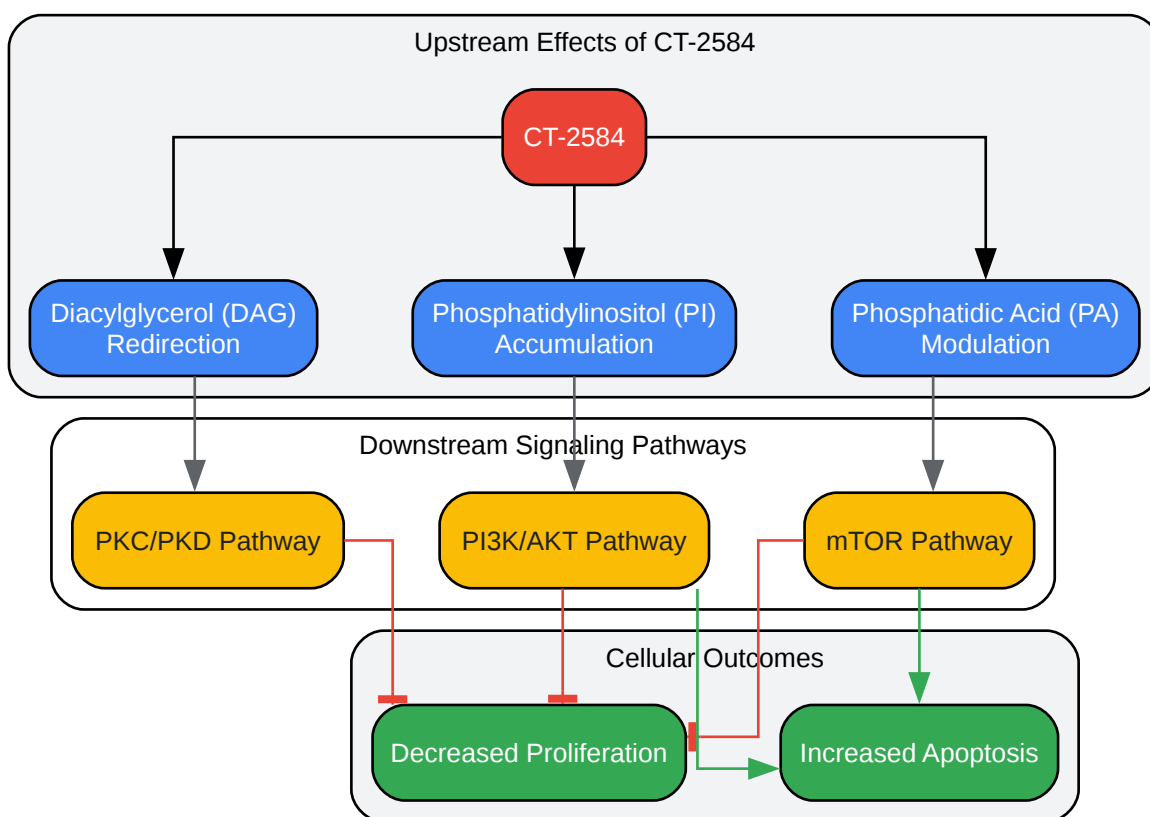 Upstream Effects of CT-2584
CT-2584
Diacylglycerol (DAG)
Redirection
Phosphatidylinositol (PI)
Accumulation
Phosphatidic Acid (PA)
Modulation
Downstream Signaling Pathways
PKC/PKD Pathway
PI3K/AKT Pathway
mTOR Pathway
Cellular Outcomes
Decreased Proliferation
Increased Apoptosis